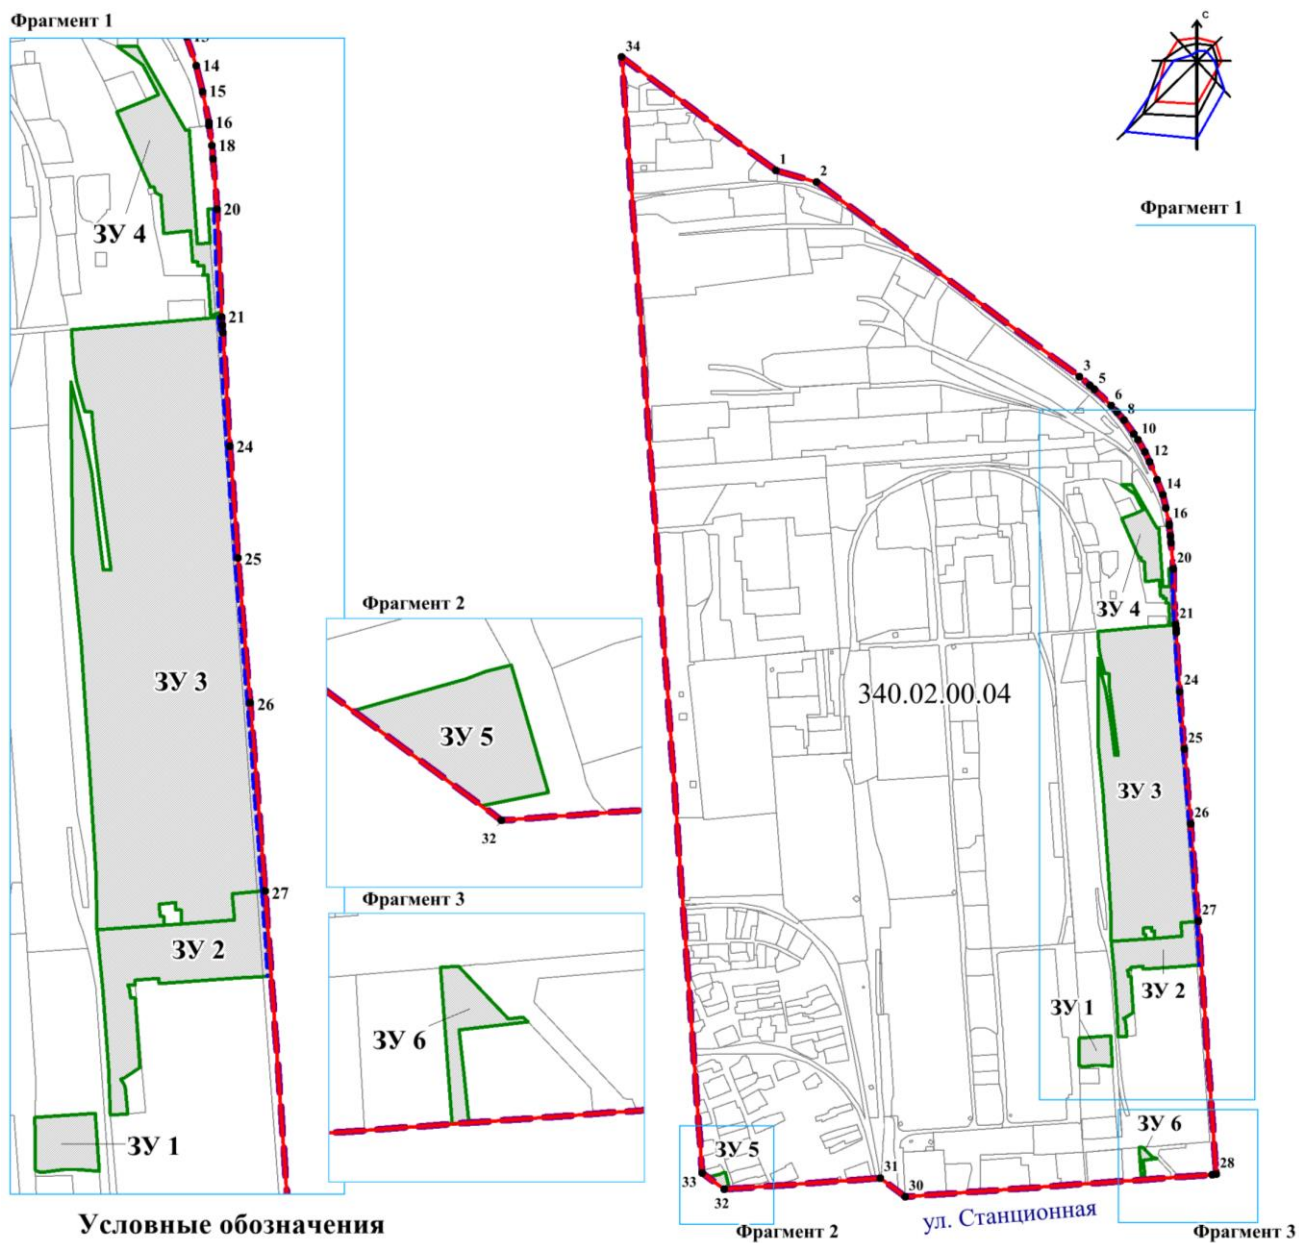 Фрагмент 1
13
14
15
16
18
20
ЗУ 4
21
24
25
ЗУ 3
26
27
ЗУ 2
ЗУ 1
Фрагмент 2
ЗУ 5
32
Фрагмент 3
ЗУ 6
С
34
1
2
Фрагмент 1
3
5
6
8
10
12
14
16
20
ЗУ 4
21
340.02.00.04
24
25
ЗУ 3
26
27
ЗУ 2
ЗУ 1
ЗУ 6
ЗУ 5
33
32
31
30
28
ул. Станционная
Фрагмент 2
Фрагмент 3
Условные обозначения